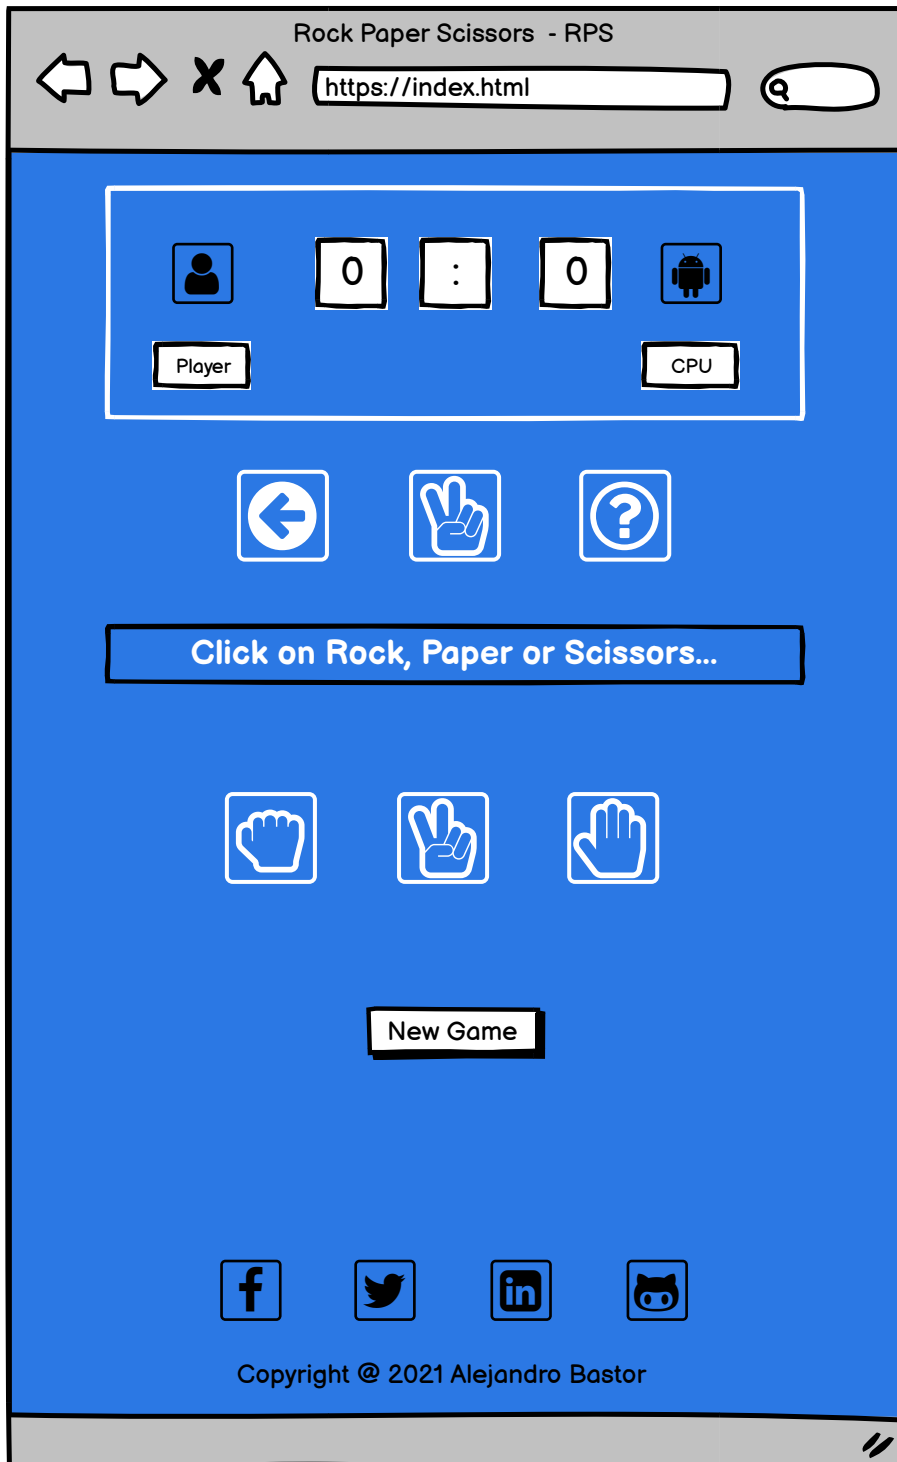 Rock Paper Scissors - RPS
https://index.html
0 : 0
Player CPU
Click on Rock, Paper or Scissors...
New Game
Copyright @ 2021 Alejandro Bastor